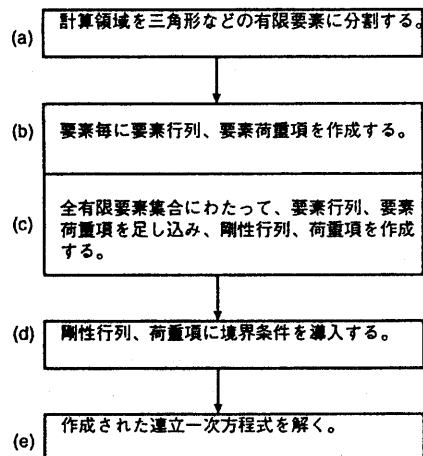 (a) 計算領域を三角形などの有限要素に分割する。
(b) 要素毎に要素行列、要素荷重項を作成する。
全有限要素集合にわたって、要素行列、要素
(c) 荷重項を足し込み、剛性行列、荷重項を作成
する。
(d) 剛性行列、荷重項に境界条件を導入する。
(e) 作成された連立一次方程式を解く。